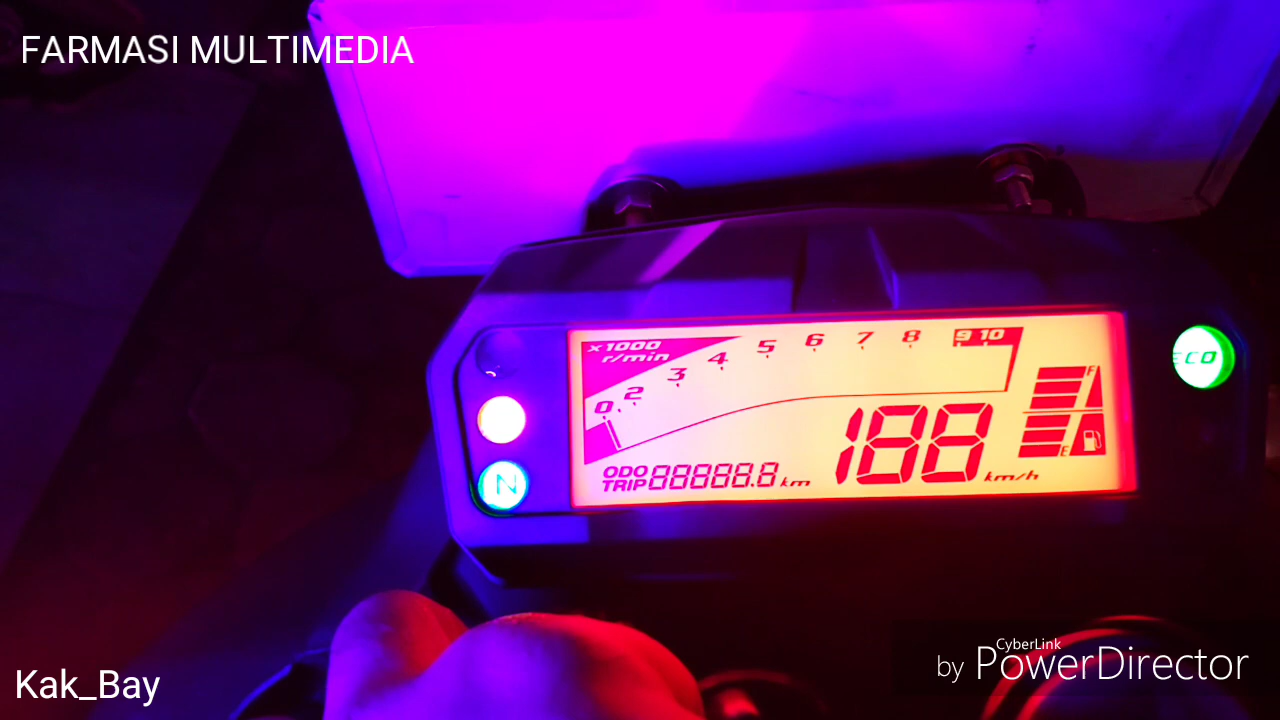 FARMASI MULTIMEDIA
x1000
r/min
0
2
3
4
5
6
7
8
9 10
ECO
F
188
km/h
E
ODO
TRIP 88888.8 km
N
CyberLink
by PowerDirector
Kak_Bay